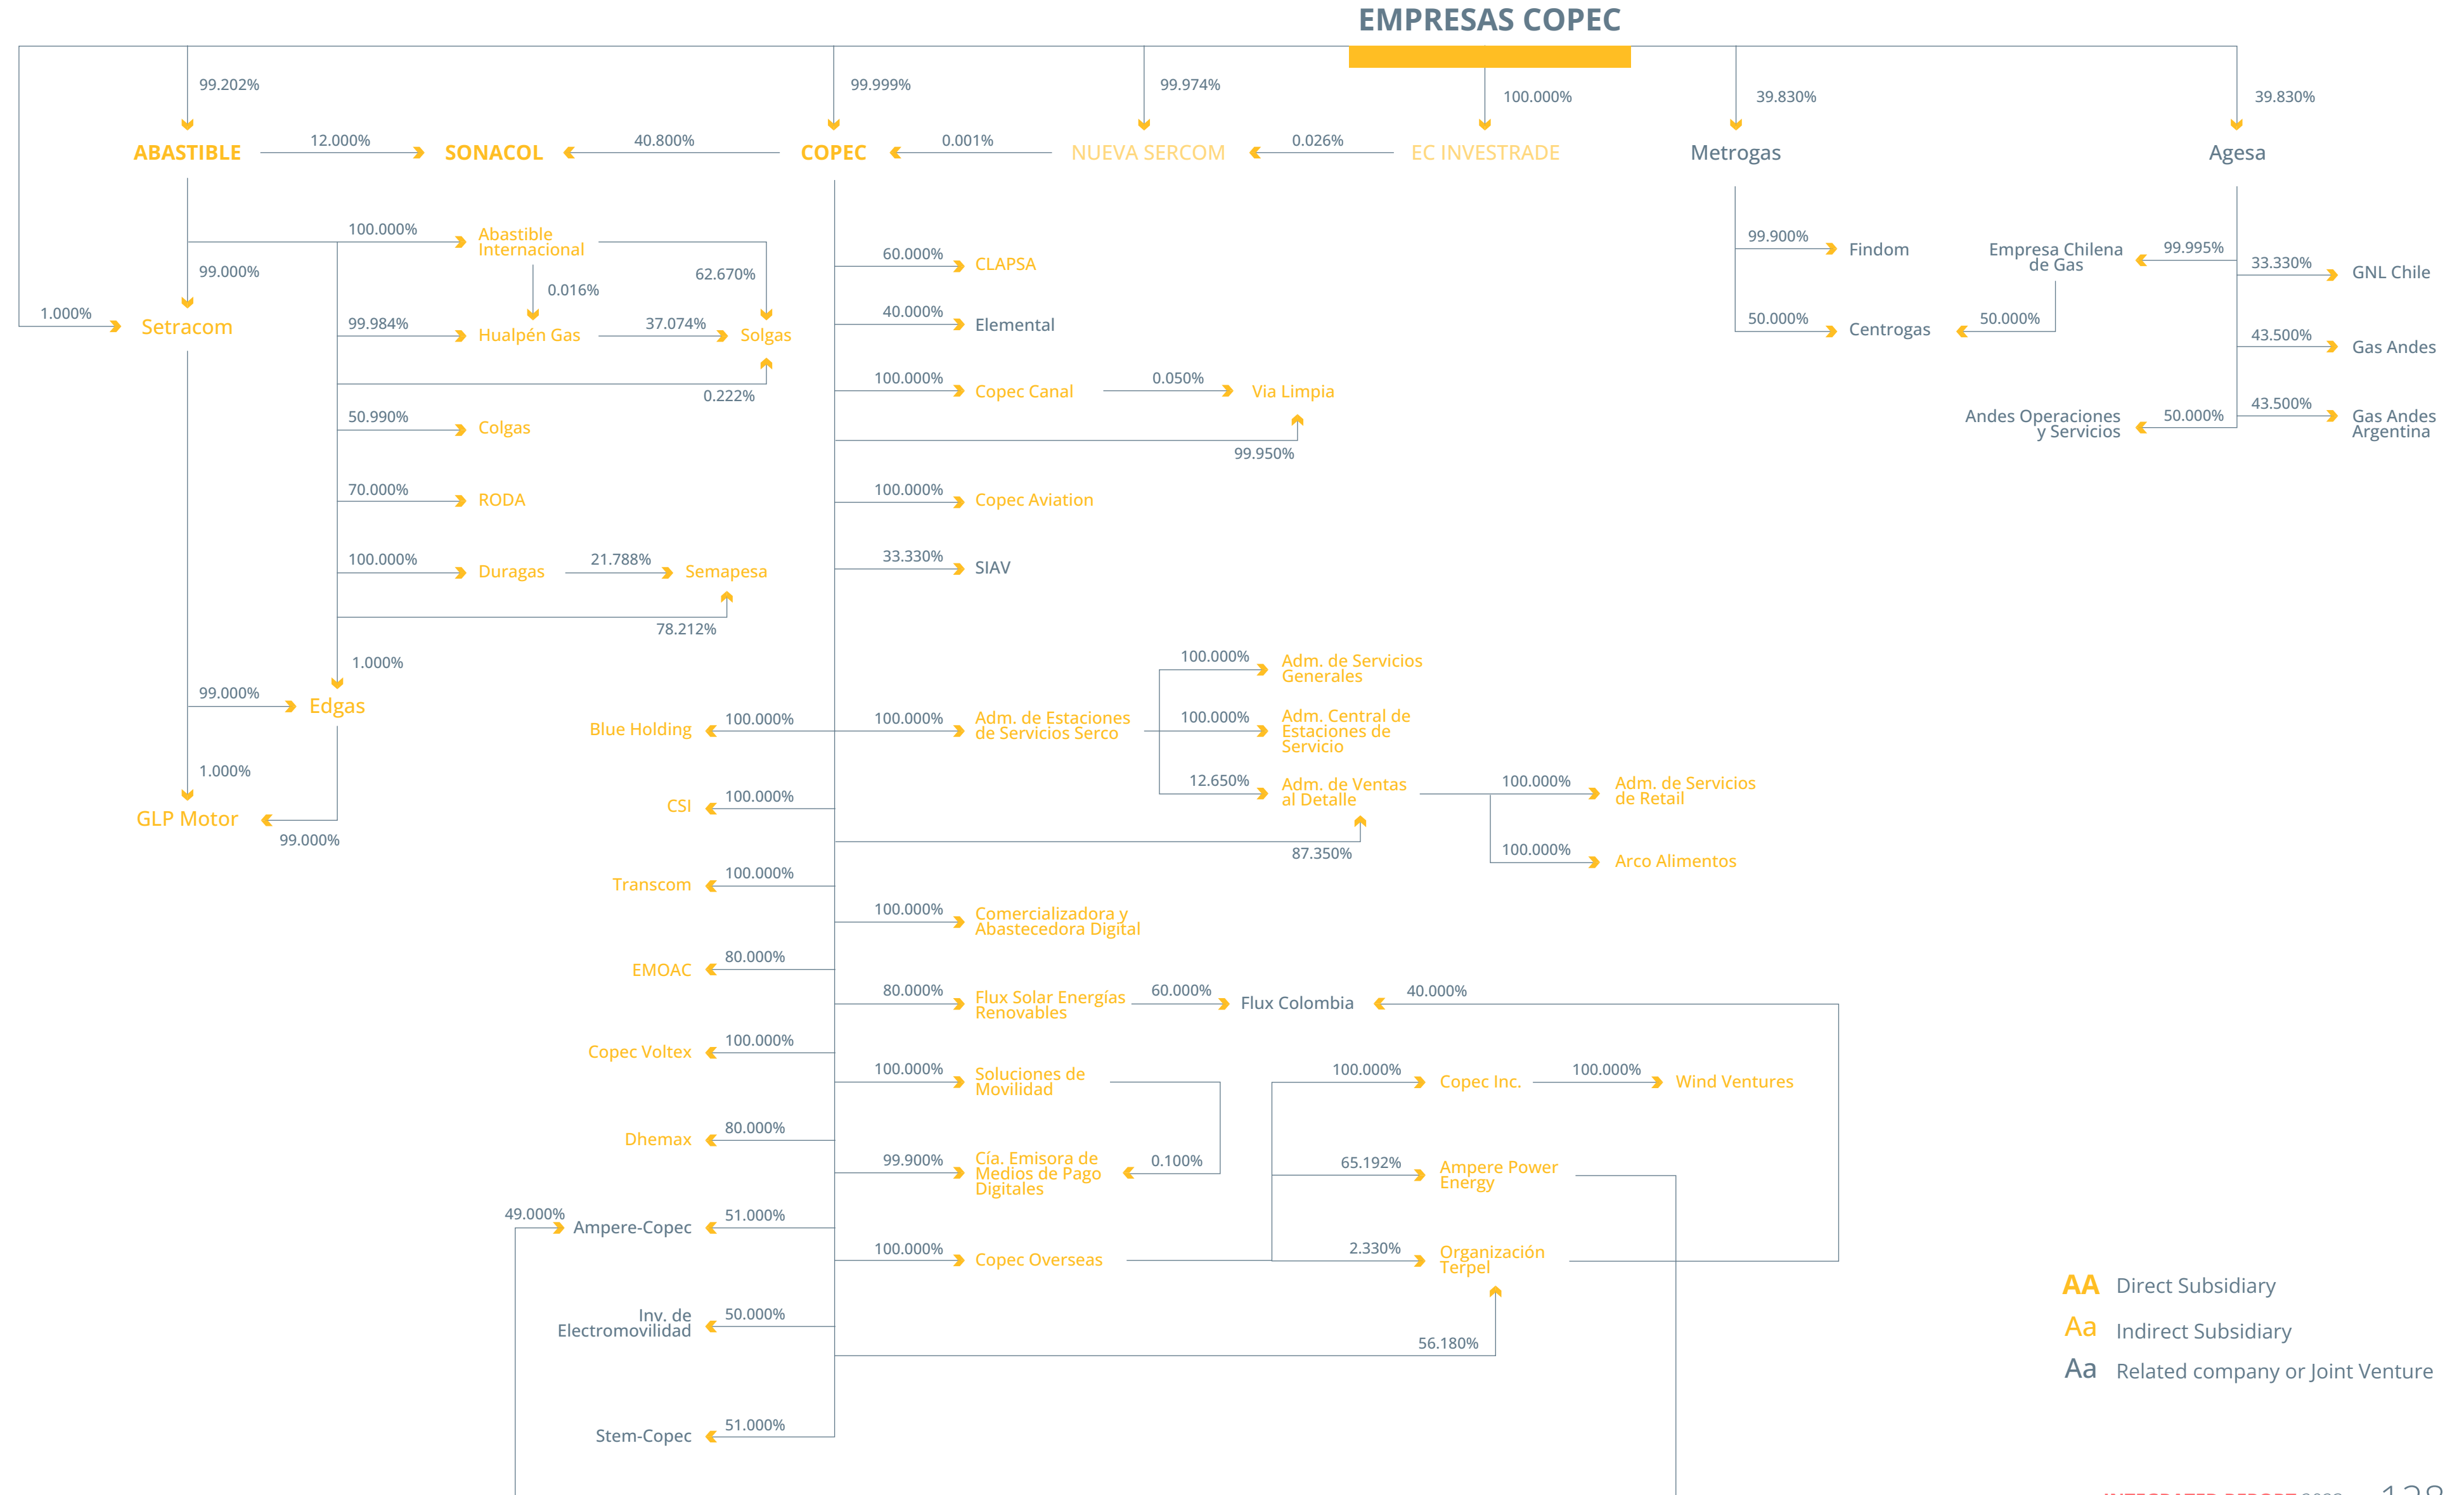 EMPRESAS COPEC
99.202%
99.999%
99.974%
100.000%
39.830%
39.830%
ABASTIBLE
12.000%
SONACOL
40.800%
COPEC
0.001%
NUEVA SERCOM
0.026%
EC INVESTRADE
Metrogas
Agesa
100.000%
Abastible
Internacional
99.000%
0.016%
62.670%
1.000%
Setracom
99.984%
Hualpén Gas
37.074%
Solgas
0.222%
50.990%
Colgas
70.000%
RODA
100.000%
Duragas
21.788%
Semapesa
78.212%
1.000%
99.000%
Edgas
1.000%
GLP Motor
99.000%
60.000%
CLAPSA
40.000%
Elemental
100.000%
Copec Canal
0.050%
Via Limpia
99.950%
100.000%
Copec Aviation
33.330%
SIAV
99.900%
Findom
50.000%
Centrogas
50.000%
Empresa Chilena
de Gas
99.995%
33.330%
GNL Chile
43.500%
Gas Andes
Andes Operaciones
y Servicios
50.000%
43.500%
Gas Andes
Argentina
Blue Holding
100.000%
100.000%
Adm. de Estaciones
de Servicios Serco
100.000%
Adm. de Servicios
Generales
100.000%
Adm. Central de
Estaciones de
Servicio
12.650%
Adm. de Ventas
al Detalle
100.000%
Adm. de Servicios
de Retail
87.350%
100.000%
Arco Alimentos
CSI
100.000%
Transcom
100.000%
100.000%
Comercializadora y
Abastecedora Digital
EMOAC
80.000%
80.000%
Flux Solar Energías
Renovables
60.000%
Flux Colombia
40.000%
Copec Voltex
100.000%
100.000%
Soluciones de
Movilidad
100.000%
Copec Inc.
100.000%
Wind Ventures
Dhemax
80.000%
99.900%
Cía. Emisora de
Medios de Pago
Digitales
0.100%
65.192%
Ampere Power
Energy
49.000%
Ampere-Copec
51.000%
100.000%
Copec Overseas
2.330%
Organización
Terpel
Inv. de
Electromovilidad
50.000%
56.180%
Stem-Copec
51.000%
AA Direct Subsidiary
Aa Indirect Subsidiary
Aa Related company or Joint Venture